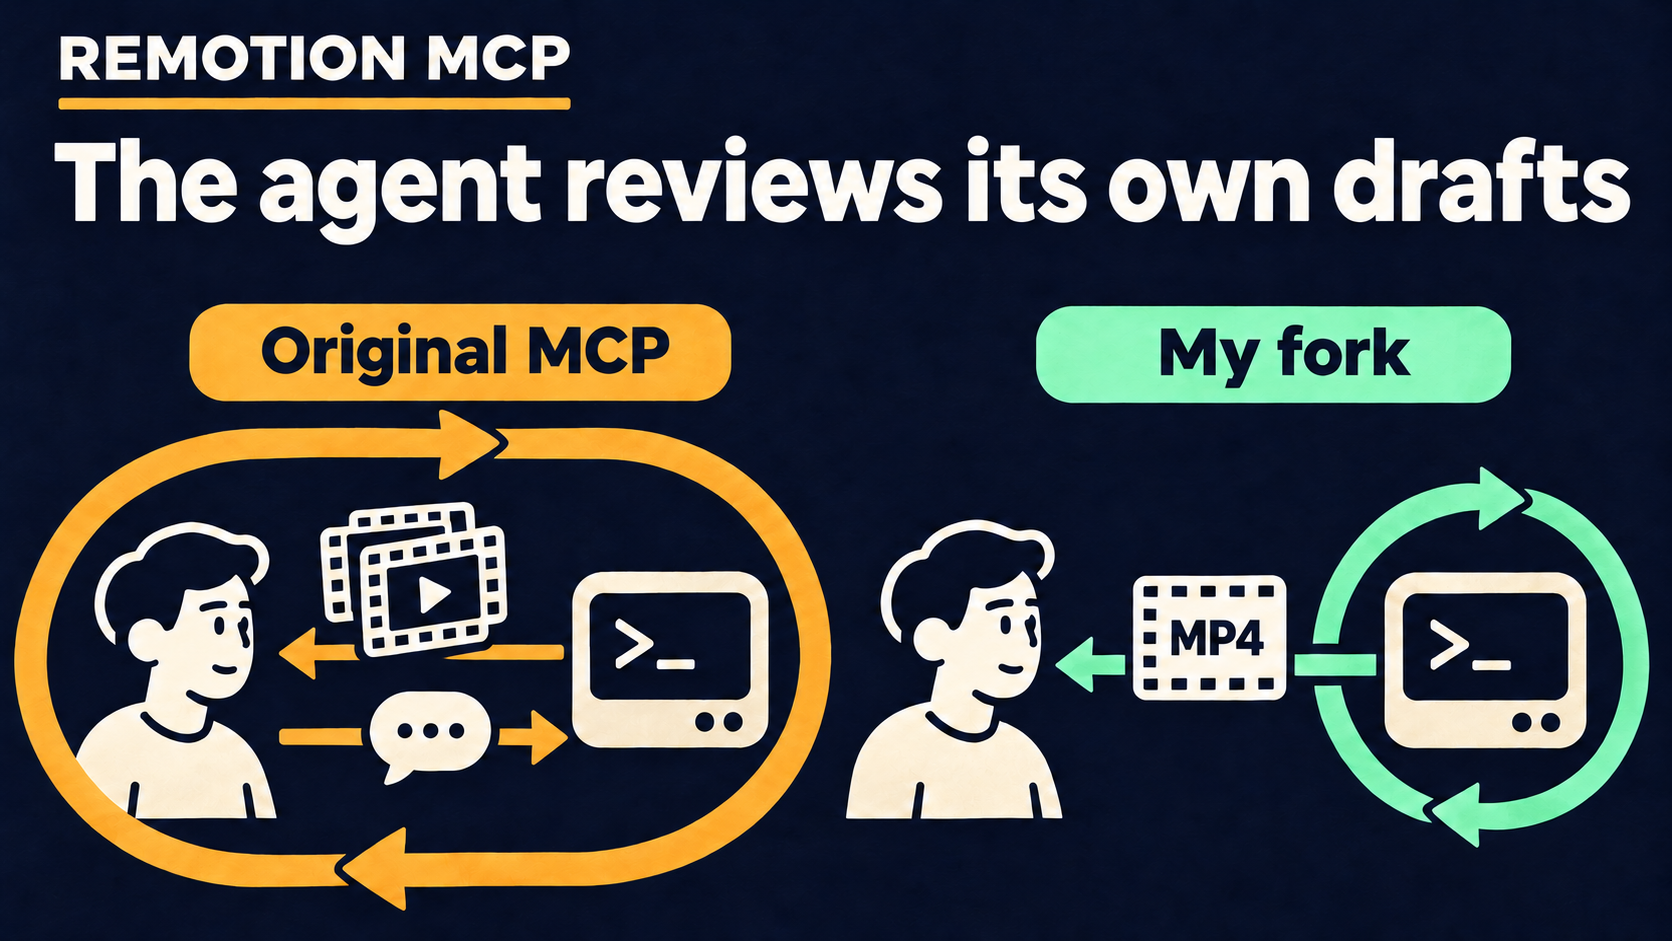 REMOTION MCP
The agent reviews its own drafts
Original MCP
My fork
>_
MP4
>_